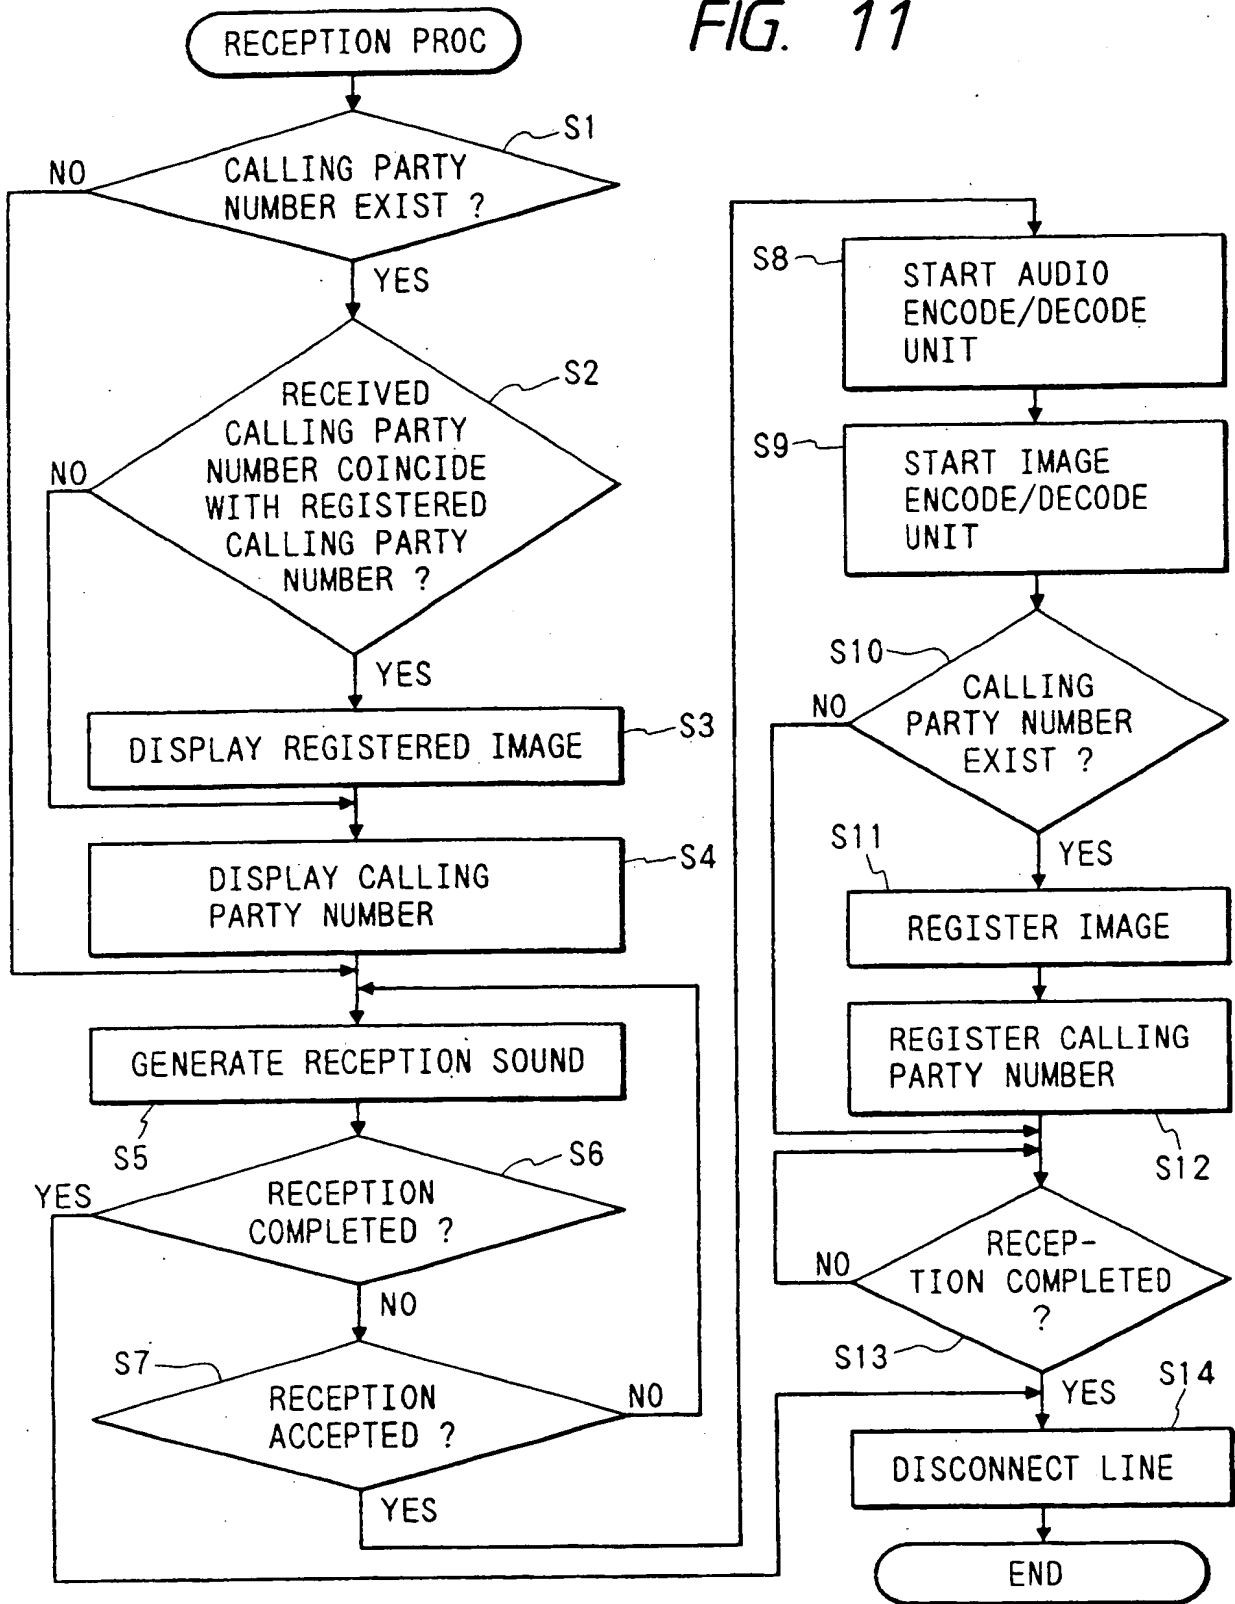 FIG. 11
RECEPTION PROC
S1
CALLING PARTY
NUMBER EXIST ?
NO
YES
S2
RECEIVED
CALLING PARTY
NUMBER COINCIDE
WITH REGISTERED
CALLING PARTY
NUMBER ?
NO
YES
S3
DISPLAY REGISTERED IMAGE
S4
DISPLAY CALLING
PARTY NUMBER
GENERATE RECEPTION SOUND
S5
S6
RECEPTION
COMPLETED ?
YES
NO
S7
RECEPTION
ACCEPTED ?
NO
YES
S8
START AUDIO
ENCODE/DECODE
UNIT
S9
START IMAGE
ENCODE/DECODE
UNIT
S10
CALLING
PARTY NUMBER
EXIST ?
NO
YES
S11
REGISTER IMAGE
REGISTER CALLING
PARTY NUMBER
S12
RECEP-
TION COMPLETED
?
NO
S13
YES
S14
DISCONNECT LINE
END